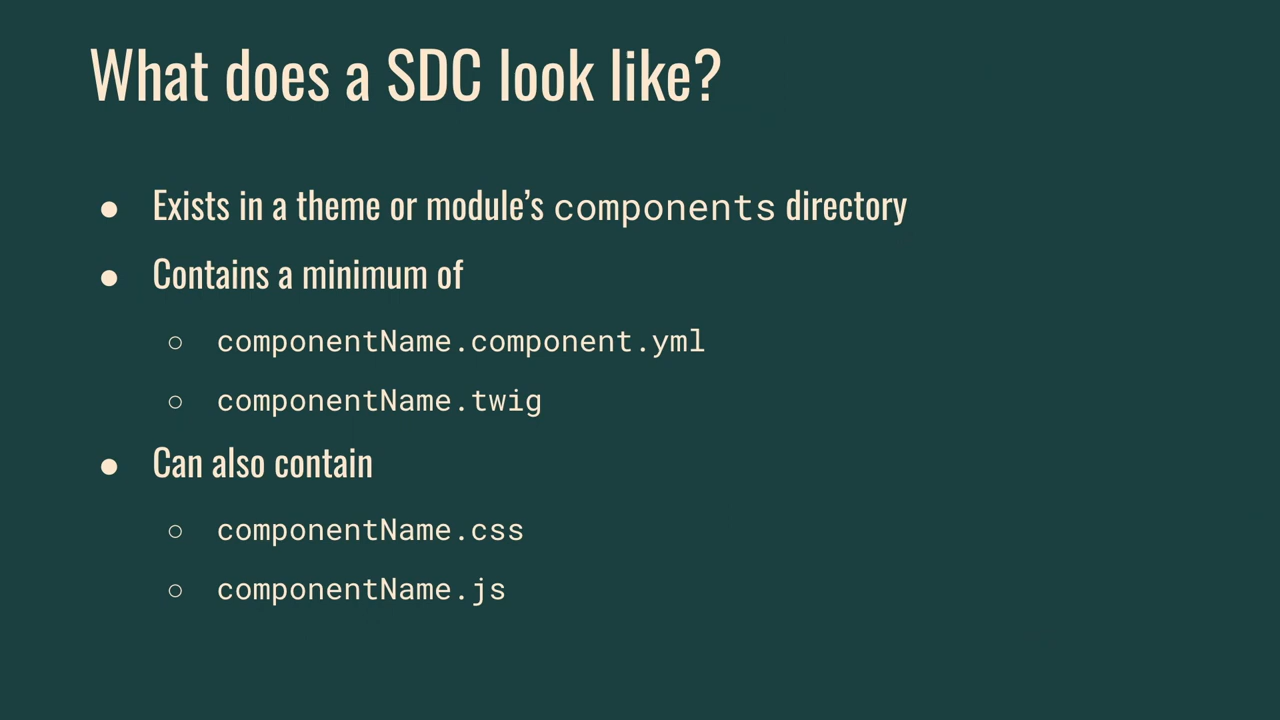 What does a SDC look like?
● Exists in a theme or module’s components directory
● Contains a minimum of
○ componentName.component.yml
○ componentName.twig
● Can also contain
○ componentName.css
○ componentName.js